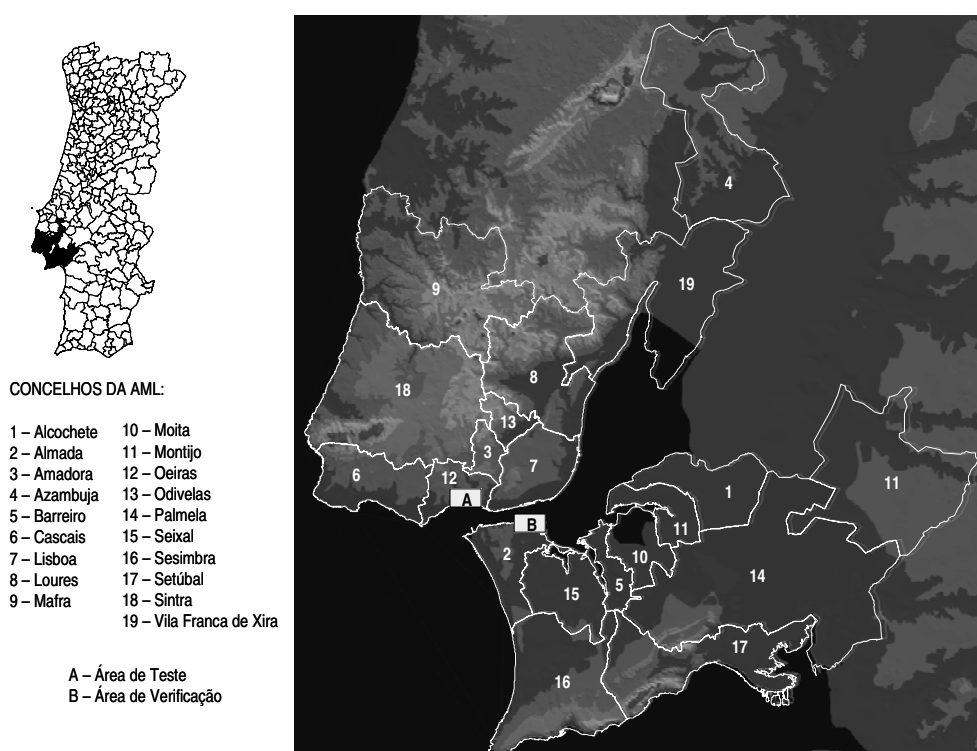 CONCELHOS DA AML:
1 – Alcochete
2 – Almada
3 – Amadora
4 – Azambuja
5 – Barreiro
6 – Cascais
7 – Lisboa
8 – Loures
9 – Mafra
10 – Moita
11 – Montijo
12 – Oeiras
13 – Odivelas
14 – Palmela
15 – Seixal
16 – Sesimbra
17 – Setúbal
18 – Sintra
19 – Vila Franca de Xira
A – Área de Teste
B – Área de Verificação
4
19
9
8
18
13
3
7
6
12
A
1
11
B
11
2
10
14
5
15
17
16